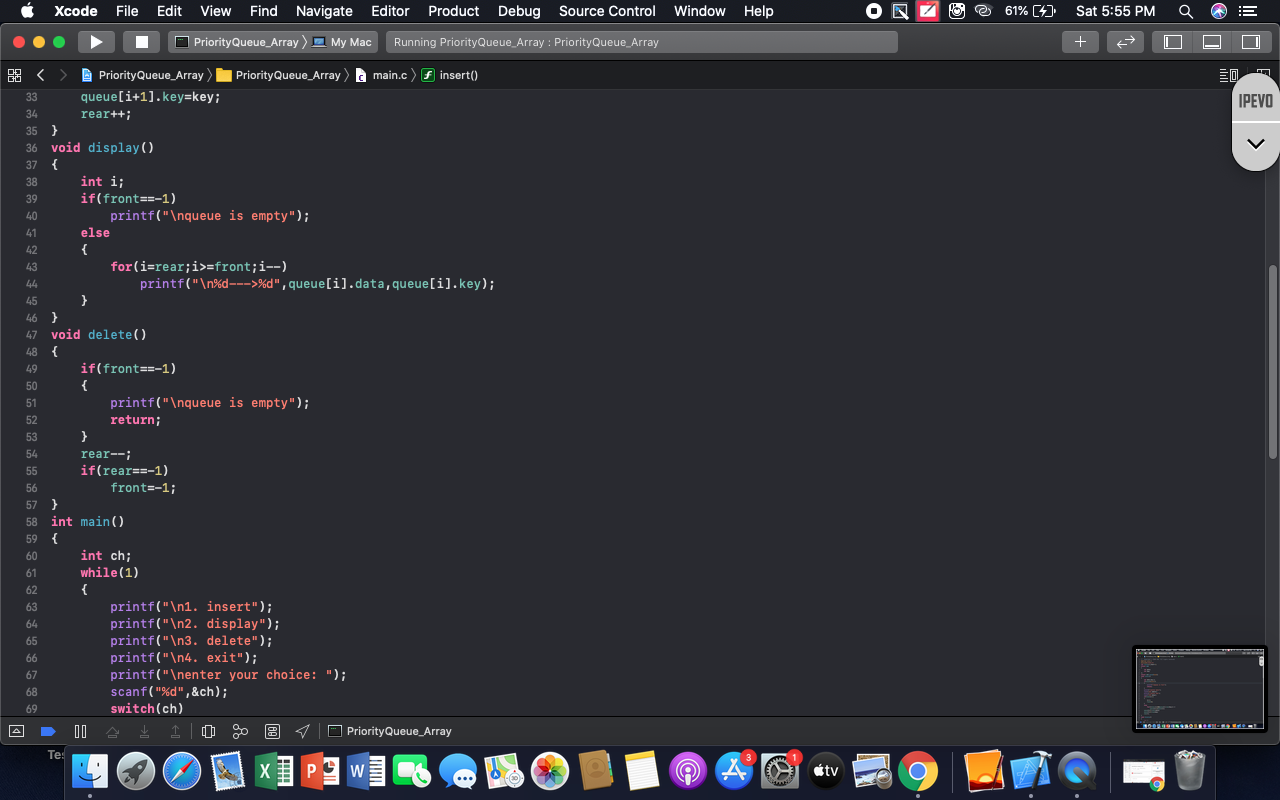 Xcode File Edit View Find Navigate Editor Product Debug Source Control Window Help 61% Sat 5:55 PM
PriorityQueue_Array 〉 My Mac Running PriorityQueue_Array : PriorityQueue_Array
PriorityQueue_Array 〉 PriorityQueue_Array 〉 main.c 〉 insert()
IPEVO
33 queue[i+1].key=key;
34 rear++;
35 }
36 void display()
37 {
38 int i;
39 if(front==-1)
40 printf("\nqueue is empty");
41 else
42 {
43 for(i=rear;i>=front;i--)
44 printf("\n%d--->%d",queue[i].data,queue[i].key);
45 }
46 }
47 void delete()
48 {
49 if(front==-1)
50 {
51 printf("\nqueue is empty");
52 return;
53 }
54 rear--;
55 if(rear==-1)
56 front=-1;
57 }
58 int main()
59 {
60 int ch;
61 while(1)
62 {
63 printf("\n1. insert");
64 printf("\n2. display");
65 printf("\n3. delete");
66 printf("\n4. exit");
67 printf("\nenter your choice: ");
68 scanf("%d",&ch);
69 switch(ch)
PriorityQueue_Array
3 1 tv